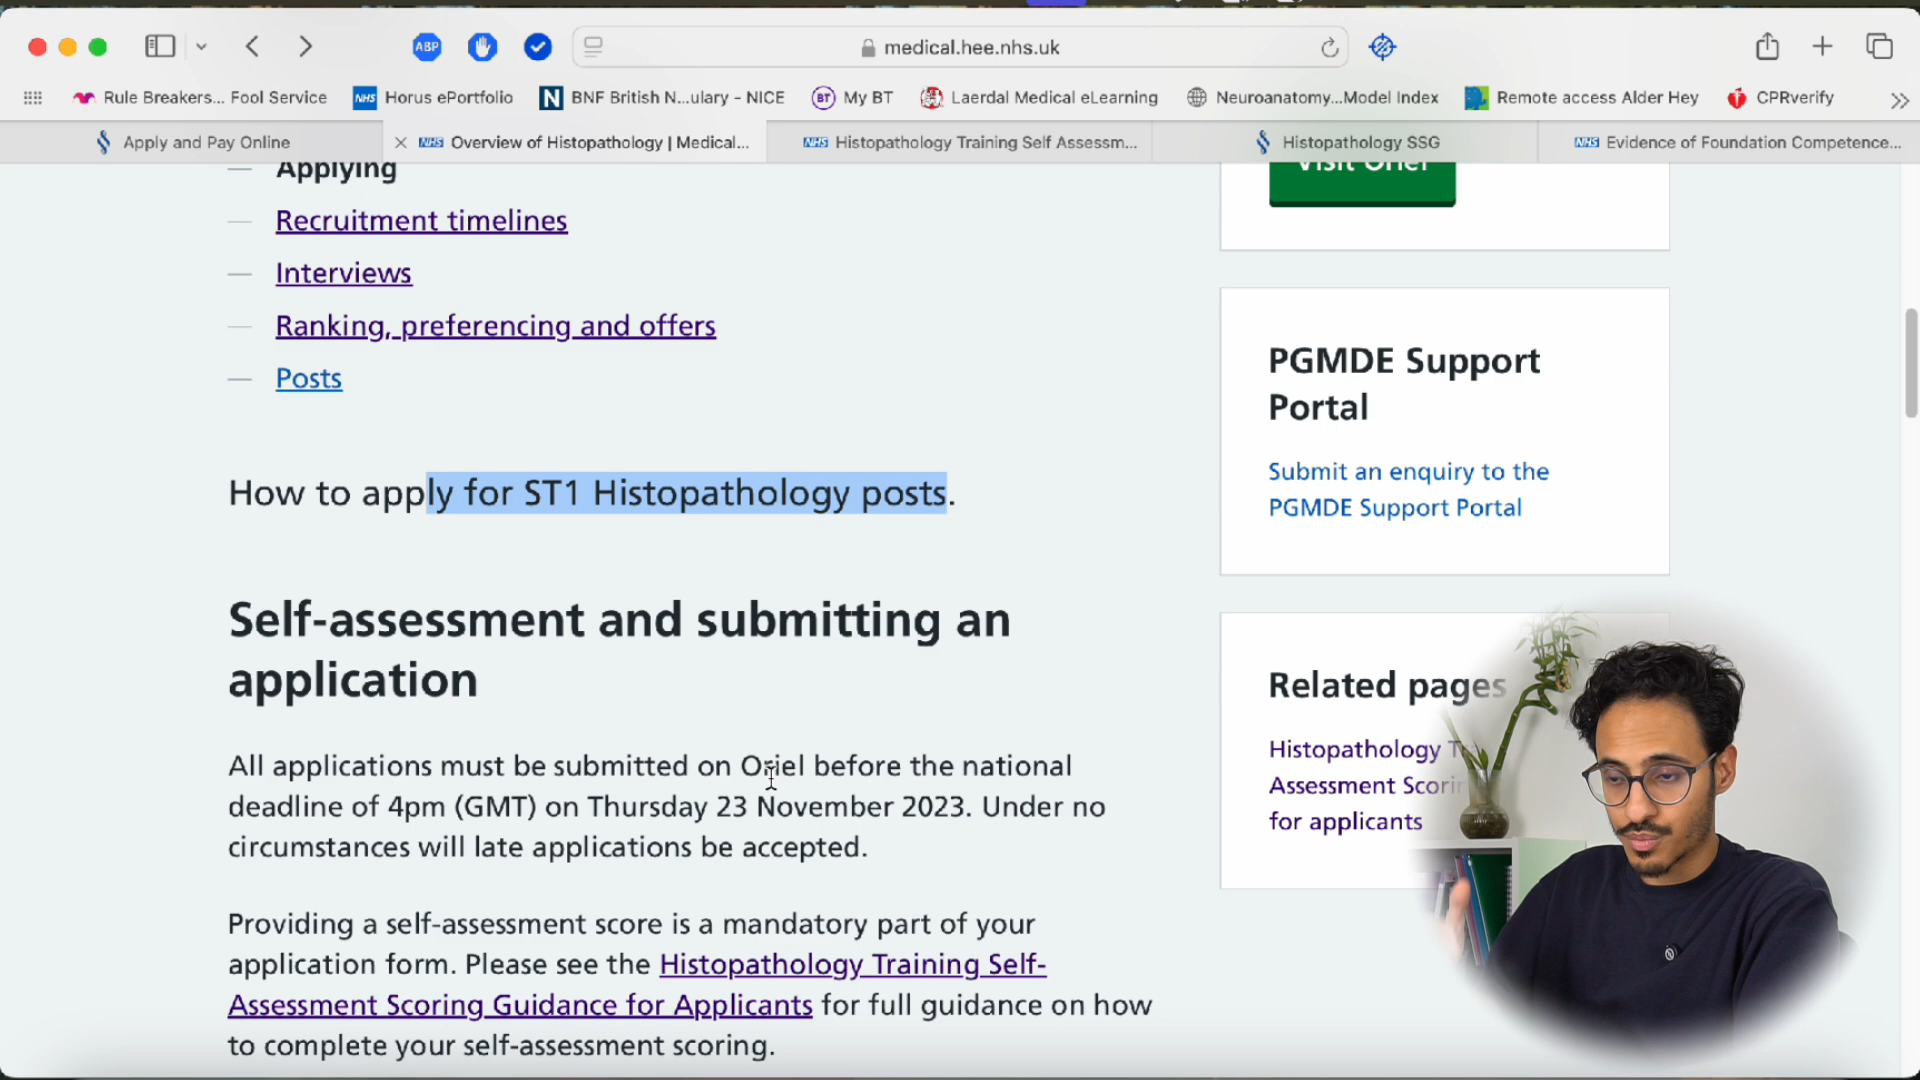 ABP
medical.hee.nhs.uk
Rule Breakers... Fool Service
NHS Horus ePortfolio
N BNF British N...ulary - NICE
BT My BT
Laerdal Medical eLearning
Neuroanatomy...Model Index
Remote access Alder Hey
CPRverify
Apply and Pay Online
NHS Overview of Histopathology | Medical...
NHS Histopathology Training Self Assessm...
Histopathology SSG
NHS Evidence of Foundation Competence...
Applying
Recruitment timelines
Interviews
Ranking, preferencing and offers
Posts
How to apply for ST1 Histopathology posts.
Self-assessment and submitting an
application
All applications must be submitted on Oriel before the national
deadline of 4pm (GMT) on Thursday 23 November 2023. Under no
circumstances will late applications be accepted.
Providing a self-assessment score is a mandatory part of your
application form. Please see the Histopathology Training Self-
Assessment Scoring Guidance for Applicants for full guidance on how
to complete your self-assessment scoring.
Visit Oriel
PGMDE Support
Portal
Submit an enquiry to the
PGMDE Support Portal
Related pages
Histopathology
Assessment
for applicants